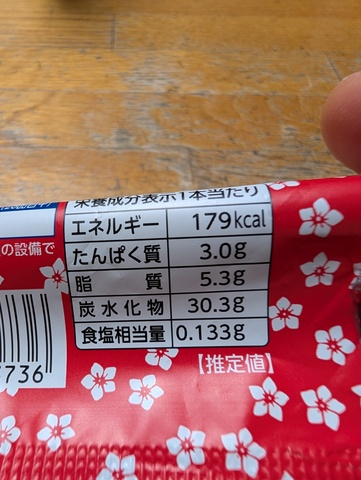 栄養成分表示1本当たり
エネルギー 179kcal
たんぱく質 3.0g
脂質 5.3g
炭水化物 30.3g
食塩相当量 0.133g
【推定値】
の設備で
7736